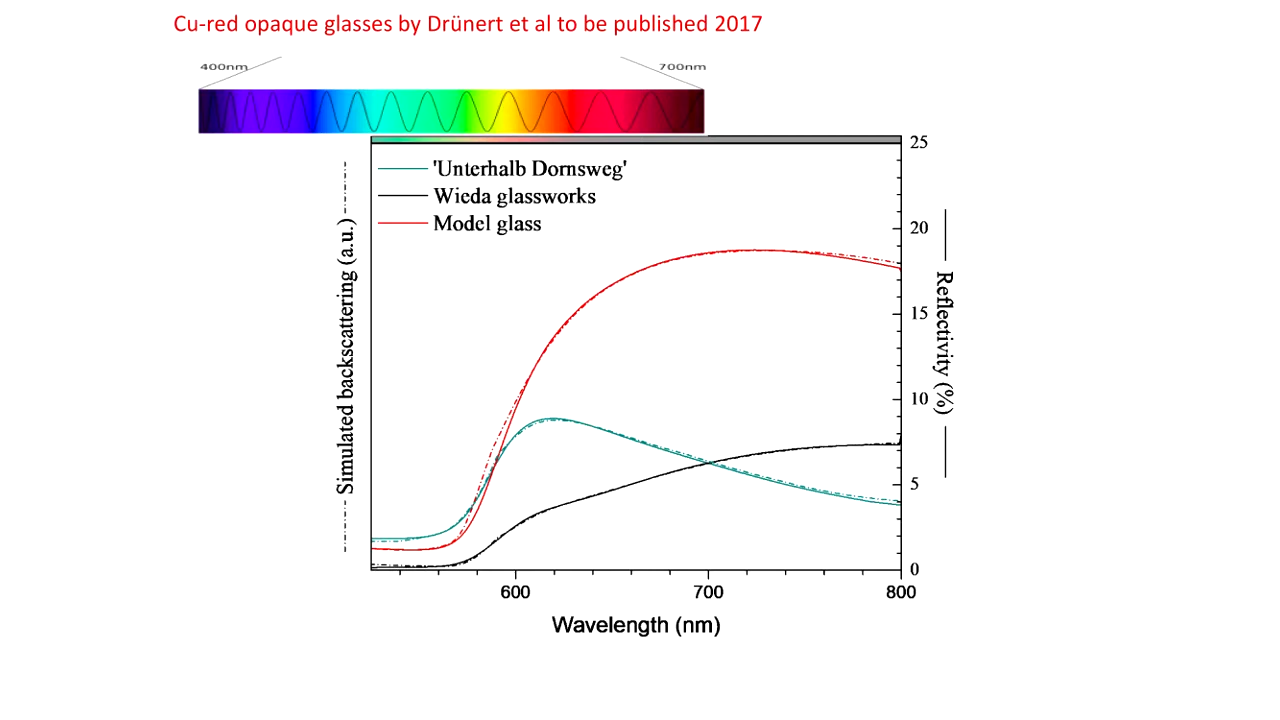 Cu-red opaque glasses by Drünert et al to be published 2017
400nm
700nm
'Unterhalb Dornsweg'
Wieda glassworks
Model glass
Simulated backscattering (a.u.)
25
20
15
10
5
0
Reflectivity (%)
600
700
800
Wavelength (nm)